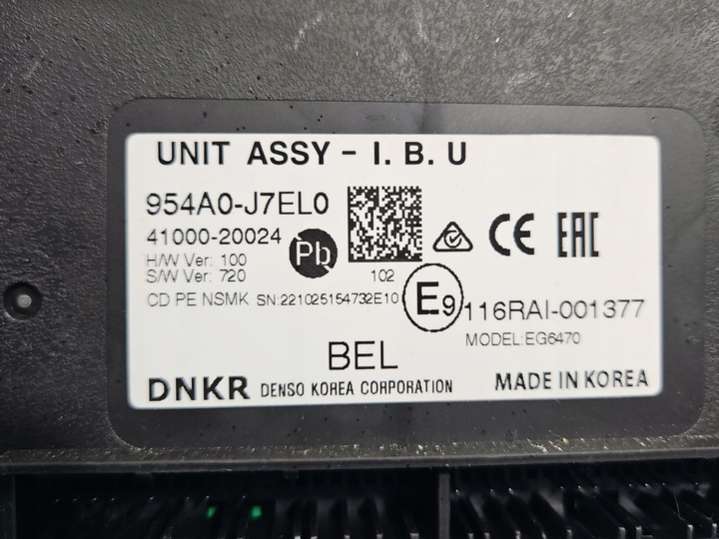 UNIT ASSY - I. B. U
954A0-J7EL0
41000-20024
Pb
H/W Ver: 100
S/W Ver: 720
102
CE EAC
CD PE NSMK SN:221025154732E10
E9 116RAI-001377
MODEL:EG6470
BEL
DNKR DENSO KOREA CORPORATION MADE IN KOREA